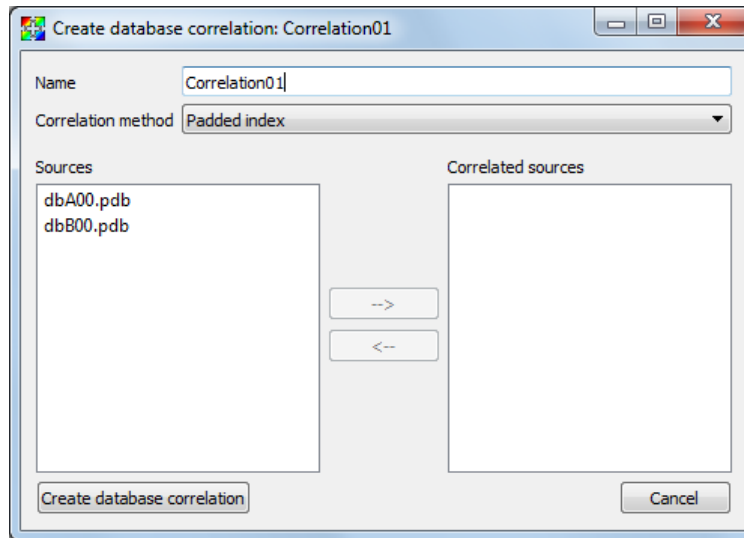 Create database correlation: Correlation01
Name Correlation01
Correlation method Padded index
Sources Correlated sources
dbA00.pdb
dbB00.pdb
-->
<--
Create database correlation Cancel